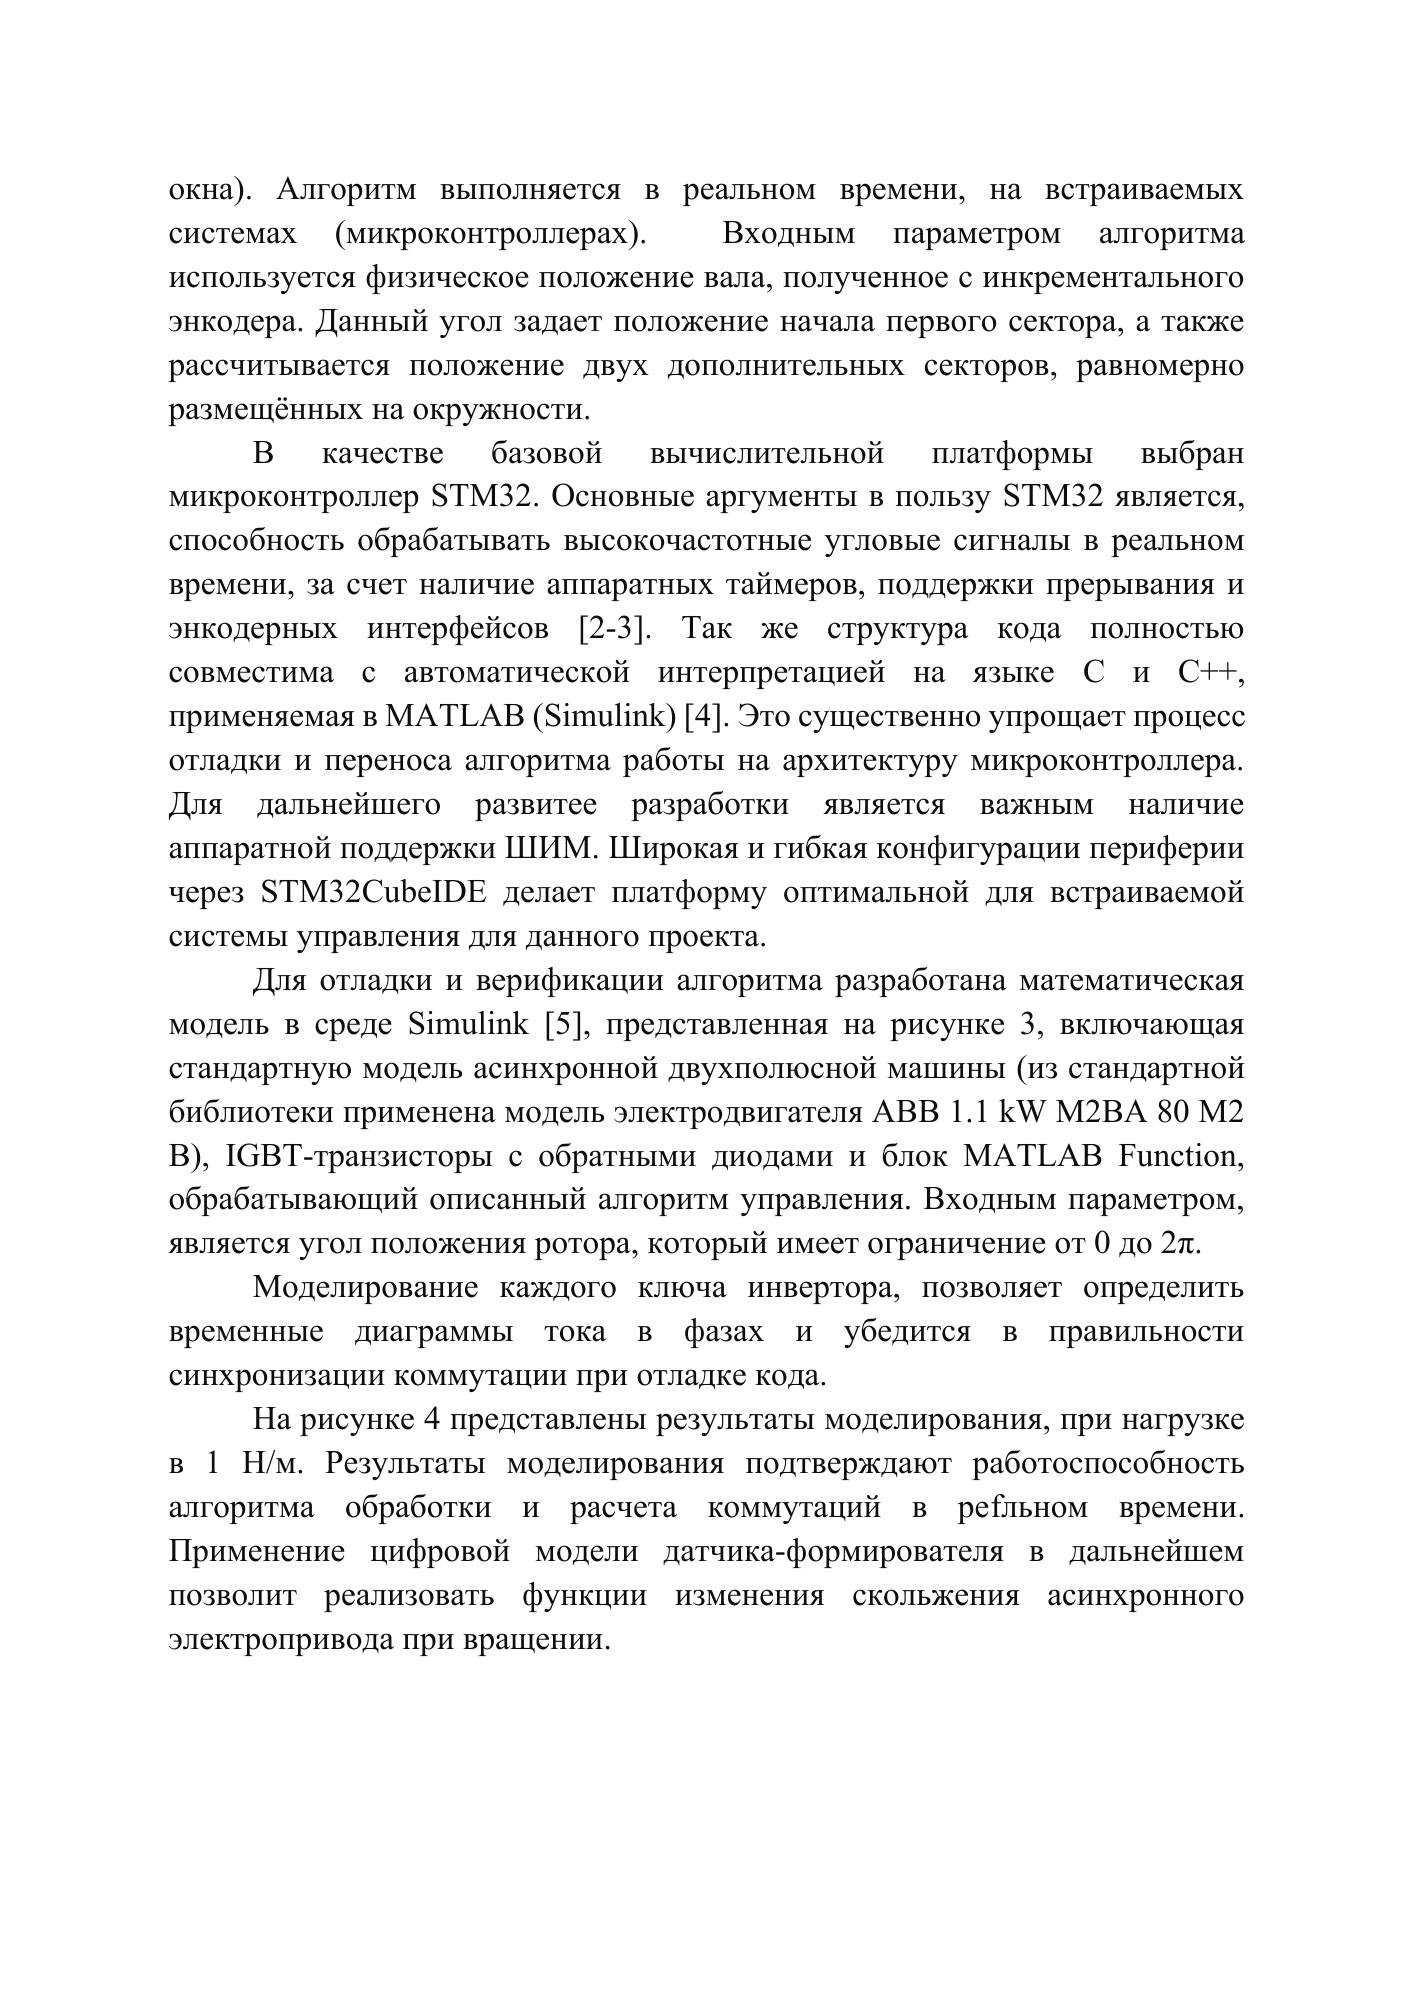 окна). Алгоритм выполняется в реальном времени, на встраиваемых
системах (микроконтроллерах). Входным параметром алгоритма
используется физическое положение вала, полученное с инкрементального
энкодера. Данный угол задает положение начала первого сектора, а также
рассчитывается положение двух дополнительных секторов, равномерно
размещённых на окружности.
В качестве базовой вычислительной платформы выбран
микроконтроллер STM32. Основные аргументы в пользу STM32 является,
способность обрабатывать высокочастотные угловые сигналы в реальном
времени, за счет наличие аппаратных таймеров, поддержки прерывания и
энкодерных интерфейсов [2-3]. Так же структура кода полностью
совместима с автоматической интерпретацией на языке C и C++,
применяемая в MATLAB (Simulink) [4]. Это существенно упрощает процесс
отладки и переноса алгоритма работы на архитектуру микроконтроллера.
Для дальнейшего развитее разработки является важным наличие
аппаратной поддержки ШИМ. Широкая и гибкая конфигурации периферии
через STM32CubeIDE делает платформу оптимальной для встраиваемой
системы управления для данного проекта.
Для отладки и верификации алгоритма разработана математическая
модель в среде Simulink [5], представленная на рисунке 3, включающая
стандартную модель асинхронной двухполюсной машины (из стандартной
библиотеки применена модель электродвигателя ABB 1.1 kW M2BA 80 M2
B), IGBT-транзисторы с обратными диодами и блок MATLAB Function,
обрабатывающий описанный алгоритм управления. Входным параметром,
является угол положения ротора, который имеет ограничение от 0 до 2π.
Моделирование каждого ключа инвертора, позволяет определить
временные диаграммы тока в фазах и убедится в правильности
синхронизации коммутации при отладке кода.
На рисунке 4 представлены результаты моделирования, при нагрузке
в 1 Н/м. Результаты моделирования подтверждают работоспособность
алгоритма обработки и расчета коммутаций в реfльном времени.
Применение цифровой модели датчика-формирователя в дальнейшем
позволит реализовать функции изменения скольжения асинхронного
электропривода при вращении.